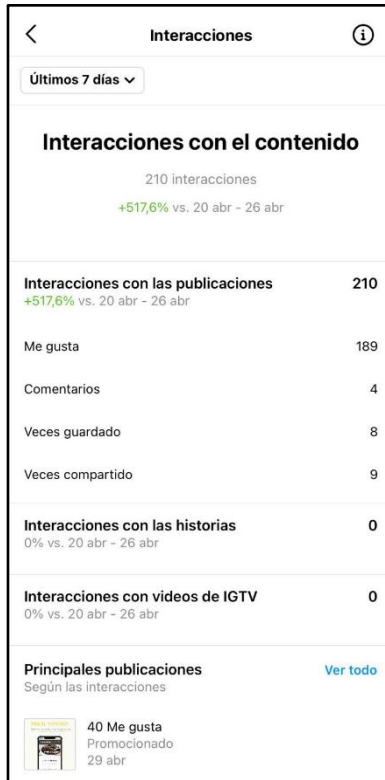 Interacciones
Últimos 7 días
Interacciones con el contenido
210 interacciones
+517,6% vs. 20 abr - 26 abr
Interacciones con las publicaciones 210
+517,6% vs. 20 abr - 26 abr
Me gusta 189
Comentarios 4
Veces guardado 8
Veces compartido 9
Interacciones con las historias 0
0% vs. 20 abr - 26 abr
Interacciones con videos de IGTV 0
0% vs. 20 abr - 26 abr
Principales publicaciones Ver todo
Según las interacciones
40 Me gusta
Promocionado
29 abr